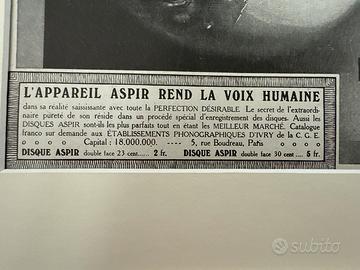 L'APPAREIL ASPIR REND LA VOIX HUMAINE
dans sa réalité saisissante avec toute la PERFECTION DÉSIRABLE. Le secret de l'extraordi-
naire pureté de son réside dans un procédé spécial d'enregistrement des disques. Aussi les
DISQUES ASPIR sont-ils les plus parfaits tout en étant les MEILLEUR MARCHÉ. Catalogue
franco sur demande aux ÉTABLISSEMENTS PHONOGRAPHIQUES D'IVRY de la C. G. E.
Capital : 18.000.000. ---- 5, rue Boudreau, Paris
DISQUE ASPIR double face 23 cent..... 2 fr. DISQUE ASPIR double face 30 cent.... 5 fr.
subito